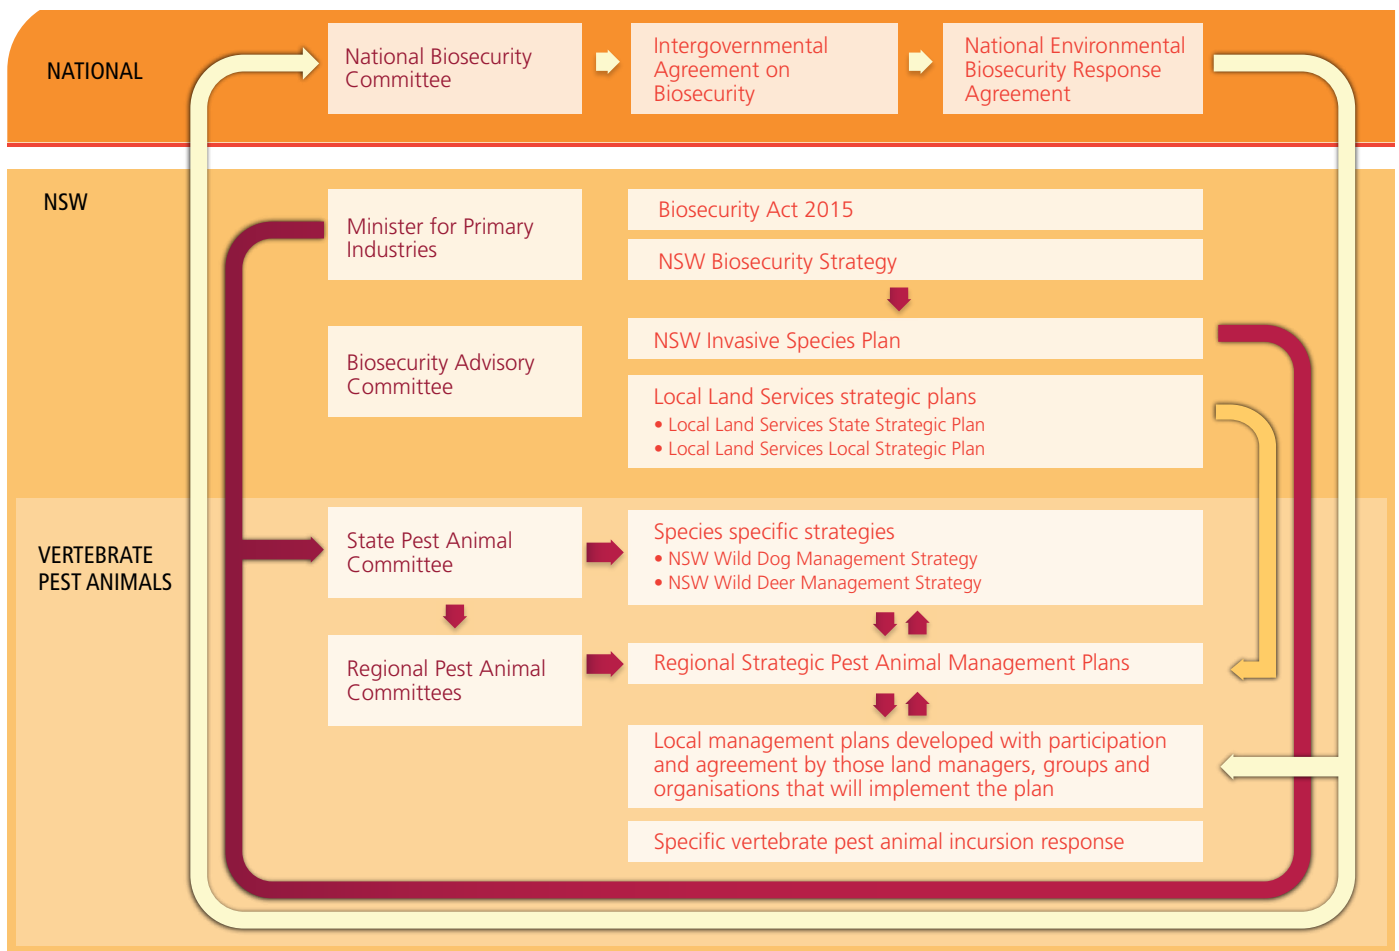 NATIONAL
National Biosecurity
Committee
Intergovernmental
Agreement on
Biosecurity
National Environmental
Biosecurity Response
Agreement
NSW
Minister for Primary
Industries
Biosecurity Act 2015
NSW Biosecurity Strategy
Biosecurity Advisory
Committee
NSW Invasive Species Plan
Local Land Services strategic plans
• Local Land Services State Strategic Plan
• Local Land Services Local Strategic Plan
VERTEBRATE
PEST ANIMALS
State Pest Animal
Committee
Species specific strategies
• NSW Wild Dog Management Strategy
• NSW Wild Deer Management Strategy
Regional Pest Animal
Committees
Regional Strategic Pest Animal Management Plans
Local management plans developed with participation
and agreement by those land managers, groups and
organisations that will implement the plan
Specific vertebrate pest animal incursion response